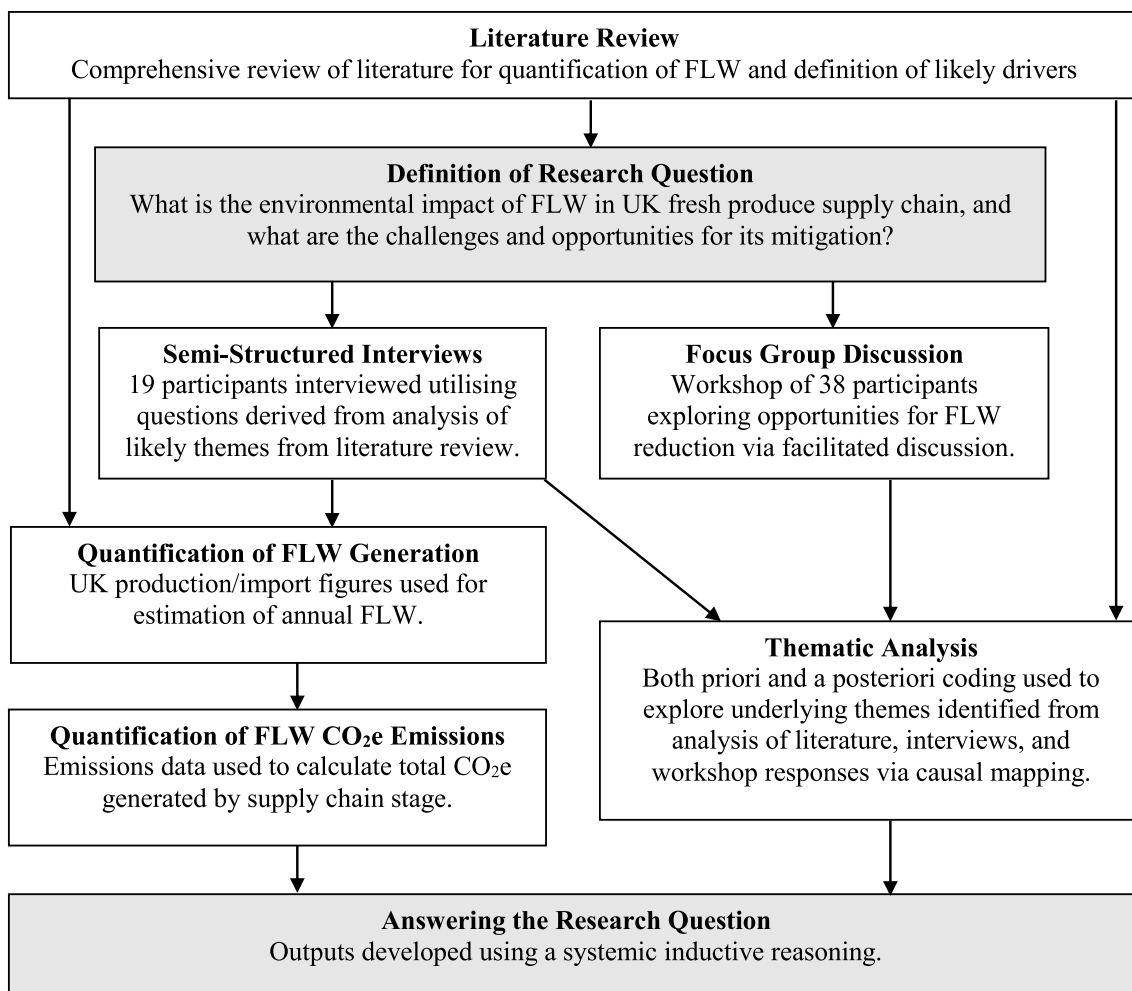 Literature Review
Comprehensive review of literature for quantification of FLW and definition of likely drivers
Definition of Research Question
What is the environmental impact of FLW in UK fresh produce supply chain, and
what are the challenges and opportunities for its mitigation?
Semi-Structured Interviews
19 participants interviewed utilising
questions derived from analysis of
likely themes from literature review.
Focus Group Discussion
Workshop of 38 participants
exploring opportunities for FLW
reduction via facilitated discussion.
Quantification of FLW Generation
UK production/import figures used for
estimation of annual FLW.
Thematic Analysis
Both priori and a posteriori coding used to
explore underlying themes identified from
analysis of literature, interviews, and
workshop responses via causal mapping.
Quantification of FLW CO₂e Emissions
Emissions data used to calculate total CO₂e
generated by supply chain stage.
Answering the Research Question
Outputs developed using a systemic inductive reasoning.